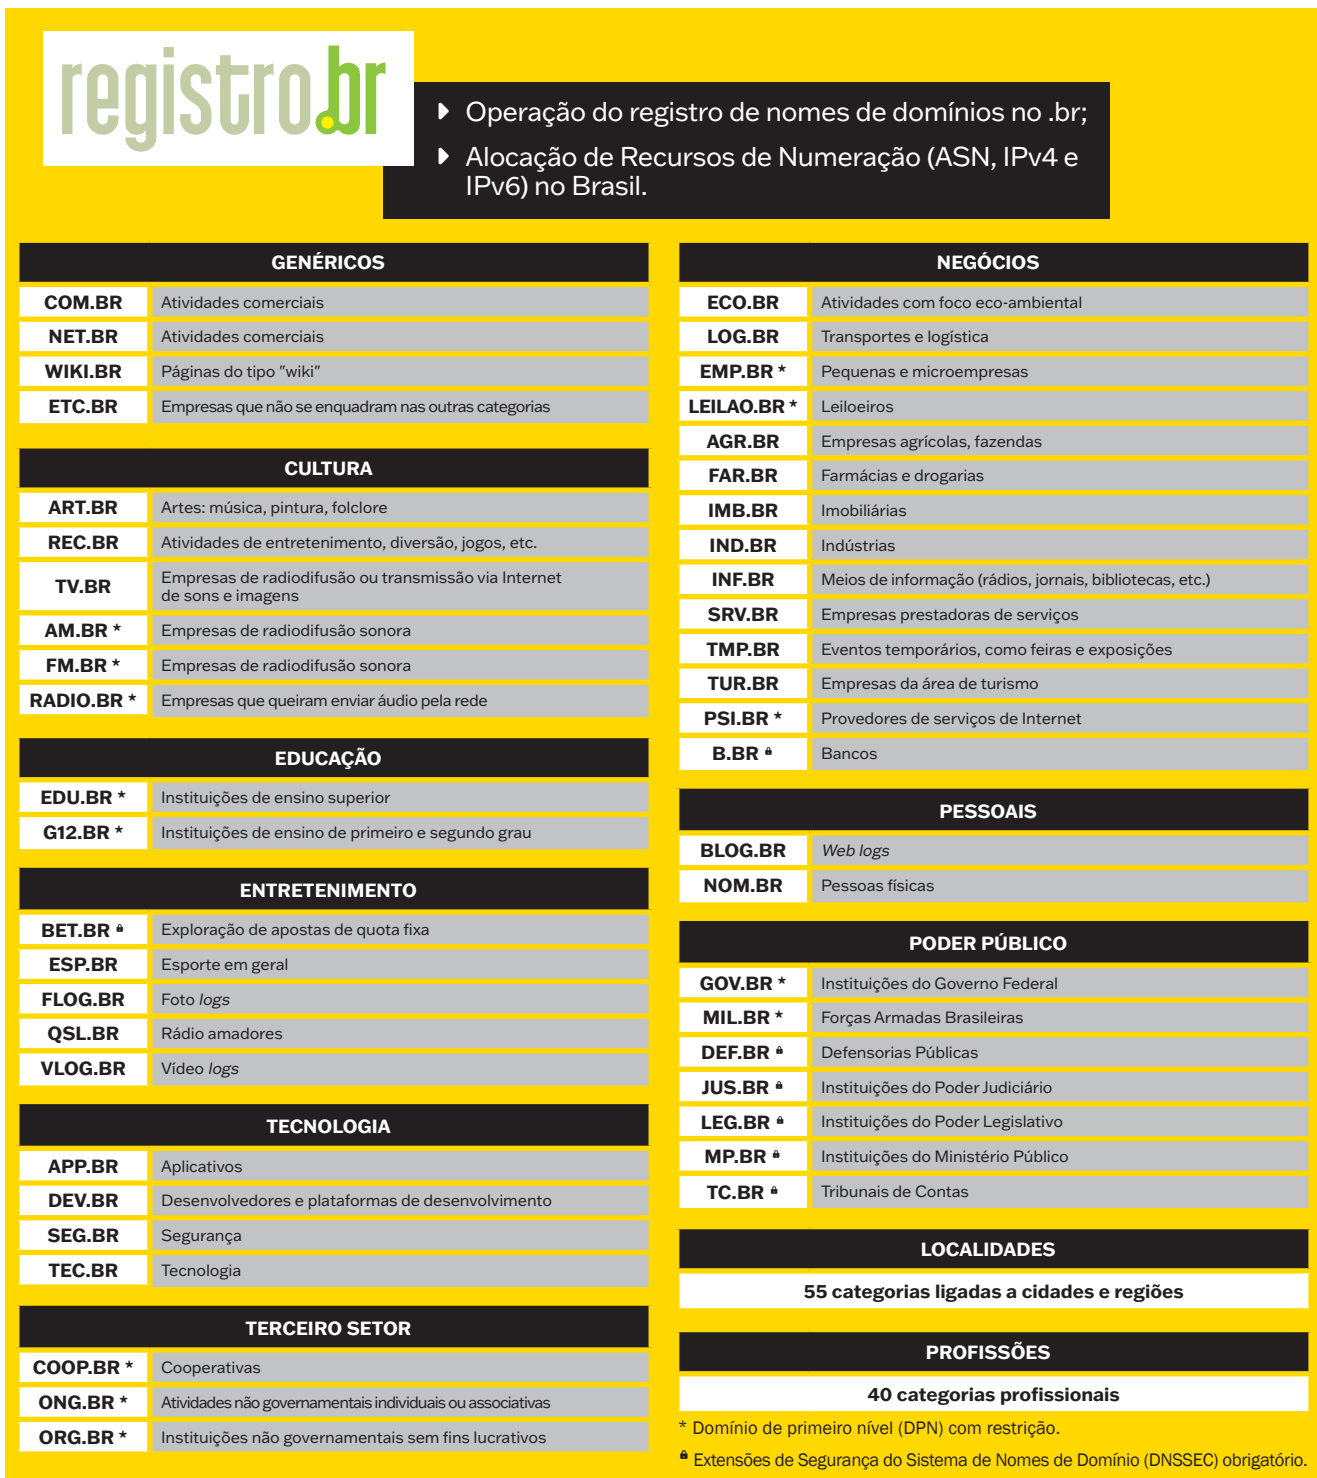 registro.br
Operação do registro de nomes de domínios no .br;
Alocação de Recursos de Numeração (ASN, IPv4 e
IPv6) no Brasil.
GENÉRICOS
COM.BR Atividades comerciais
NET.BR Atividades comerciais
WIKI.BR Páginas do tipo "wiki"
ETC.BR Empresas que não se enquadram nas outras categorias
CULTURA
ART.BR Artes: música, pintura, folclore
REC.BR Atividades de entretenimento, diversão, jogos, etc.
TV.BR Empresas de radiodifusão ou transmissão via Internet
de sons e imagens
AM.BR * Empresas de radiodifusão sonora
FM.BR * Empresas de radiodifusão sonora
RADIO.BR * Empresas que queiram enviar áudio pela rede
EDUCAÇÃO
EDU.BR * Instituições de ensino superior
G12.BR * Instituições de ensino de primeiro e segundo grau
ENTRETENIMENTO
BET.BR 🔒 Exploração de apostas de quota fixa
ESP.BR Esporte em geral
FLOG.BR Foto logs
QSL.BR Rádio amadores
VLOG.BR Vídeo logs
TECNOLOGIA
APP.BR Aplicativos
DEV.BR Desenvolvedores e plataformas de desenvolvimento
SEG.BR Segurança
TEC.BR Tecnologia
TERCEIRO SETOR
COOP.BR * Cooperativas
ONG.BR * Atividades não governamentais individuais ou associativas
ORG.BR * Instituições não governamentais sem fins lucrativos
NEGÓCIOS
ECO.BR Atividades com foco eco-ambiental
LOG.BR Transportes e logística
EMP.BR * Pequenas e microempresas
LEILAO.BR * Leiloeiros
AGR.BR Empresas agrícolas, fazendas
FAR.BR Farmácias e drogarias
IMB.BR Imobiliárias
IND.BR Indústrias
INF.BR Meios de informação (rádios, jornais, bibliotecas, etc.)
SRV.BR Empresas prestadoras de serviços
TMP.BR Eventos temporários, como feiras e exposições
TUR.BR Empresas da área de turismo
PSI.BR * Provedores de serviços de Internet
B.BR 🔒 Bancos
PESSOAIS
BLOG.BR Web logs
NOM.BR Pessoas físicas
PODER PÚBLICO
GOV.BR * Instituições do Governo Federal
MIL.BR * Forças Armadas Brasileiras
DEF.BR 🔒 Defensorias Públicas
JUS.BR 🔒 Instituições do Poder Judiciário
LEG.BR 🔒 Instituições do Poder Legislativo
MP.BR 🔒 Instituições do Ministério Público
TC.BR 🔒 Tribunais de Contas
LOCALIDADES
55 categorias ligadas a cidades e regiões
PROFISSÕES
40 categorias profissionais
* Domínio de primeiro nível (DPN) com restrição.
🔒 Extensões de Segurança do Sistema de Nomes de Domínio (DNSSEC) obrigatório.